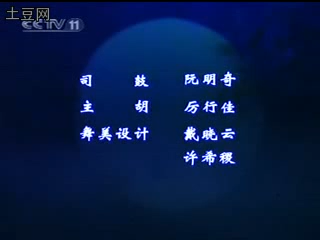 土豆网
CCTV 11
司 鼓 阮明奇
主 胡 厉行佳
舞美设计 戴晓云
许希稷